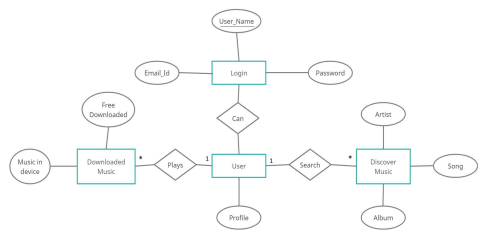 User_Name
Email_Id
Login
Password
Free
Downloaded
Can
Artist
Music in
device
Downloaded
Music
*
Plays
1
User
1
Search
*
Discover
Music
Song
Profile
Album